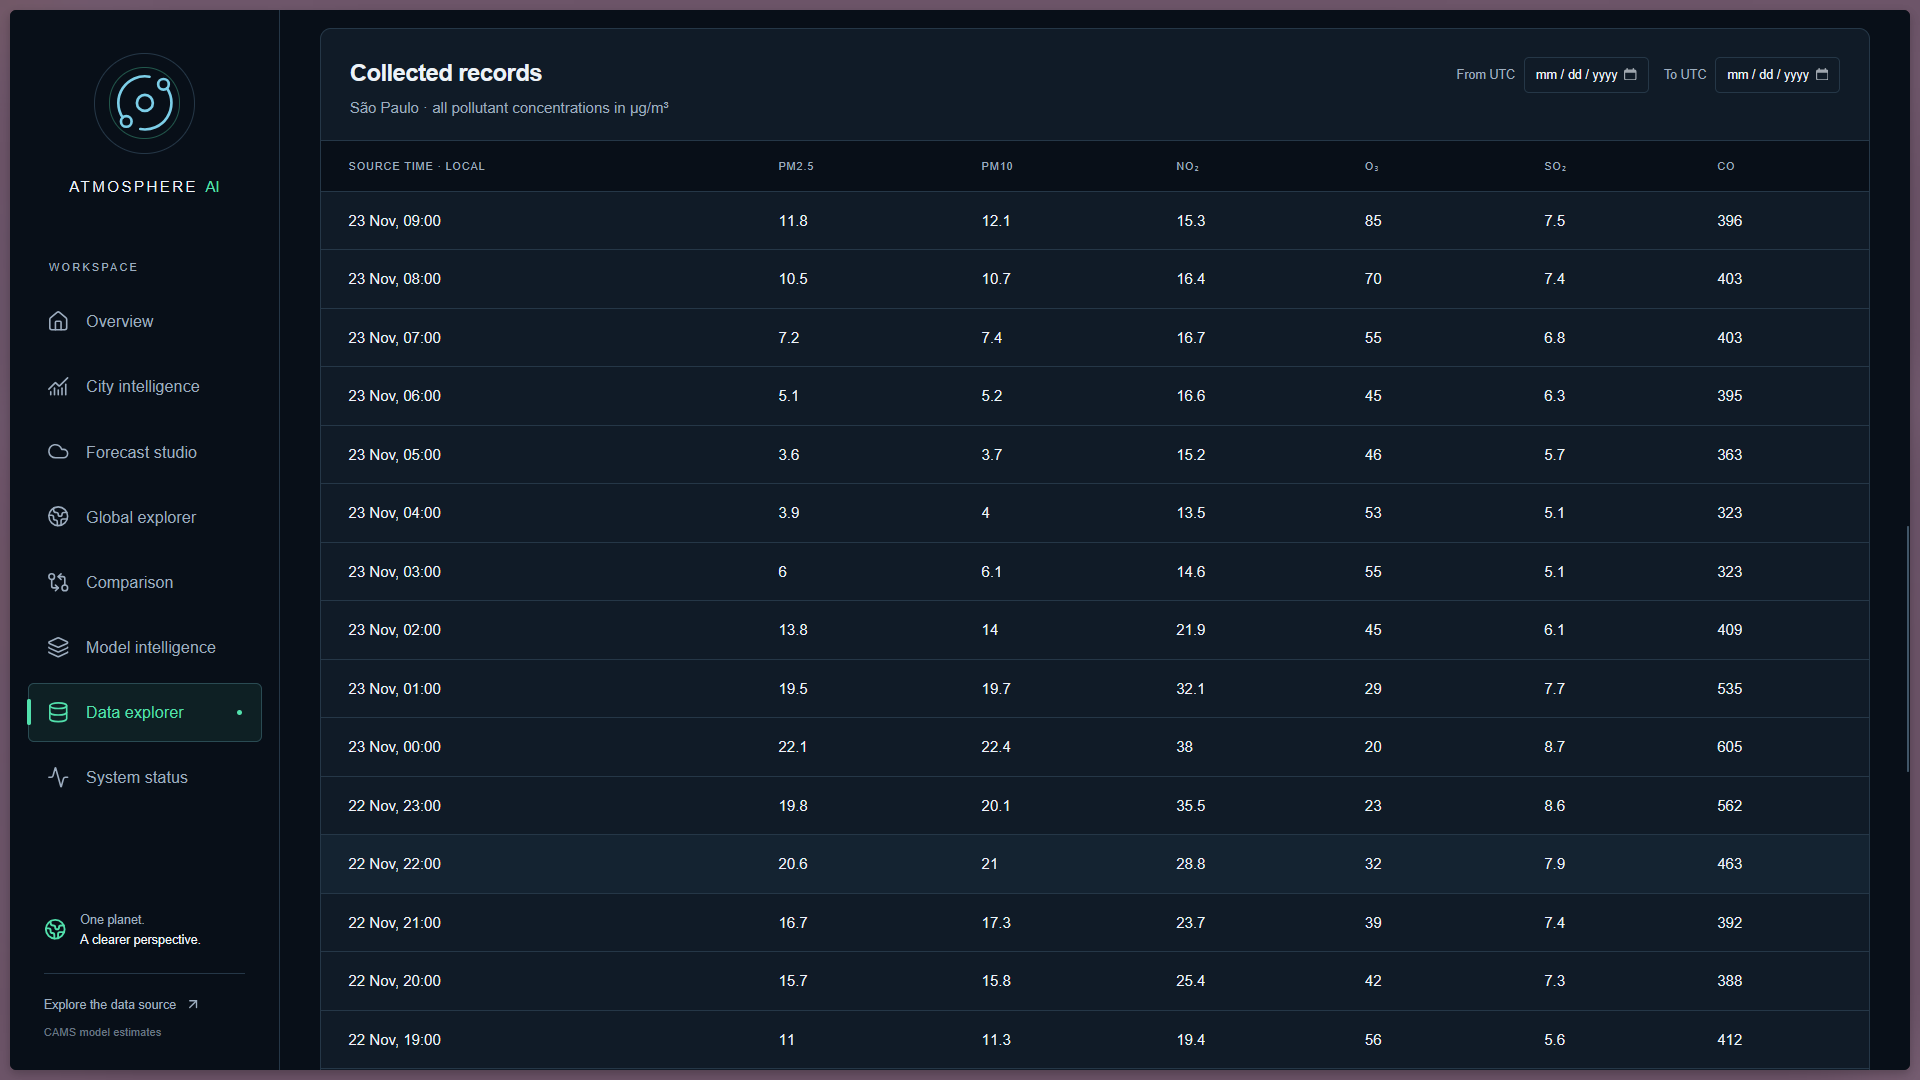 ATMOSPHERE AI
WORKSPACE
Overview
City intelligence
Forecast studio
Global explorer
Comparison
Model intelligence
Data explorer
System status
One planet.
A clearer perspective.
Explore the data source
CAMS model estimates
Collected records
São Paulo · all pollutant concentrations in µg/m³
From UTC mm / dd / yyyy To UTC mm / dd / yyyy
SOURCE TIME · LOCAL PM2.5 PM10 NO₂ O₃ SO₂ CO
23 Nov, 09:00 11.8 12.1 15.3 85 7.5 396
23 Nov, 08:00 10.5 10.7 16.4 70 7.4 403
23 Nov, 07:00 7.2 7.4 16.7 55 6.8 403
23 Nov, 06:00 5.1 5.2 16.6 45 6.3 395
23 Nov, 05:00 3.6 3.7 15.2 46 5.7 363
23 Nov, 04:00 3.9 4 13.5 53 5.1 323
23 Nov, 03:00 6 6.1 14.6 55 5.1 323
23 Nov, 02:00 13.8 14 21.9 45 6.1 409
23 Nov, 01:00 19.5 19.7 32.1 29 7.7 535
23 Nov, 00:00 22.1 22.4 38 20 8.7 605
22 Nov, 23:00 19.8 20.1 35.5 23 8.6 562
22 Nov, 22:00 20.6 21 28.8 32 7.9 463
22 Nov, 21:00 16.7 17.3 23.7 39 7.4 392
22 Nov, 20:00 15.7 15.8 25.4 42 7.3 388
22 Nov, 19:00 11 11.3 19.4 56 5.6 412